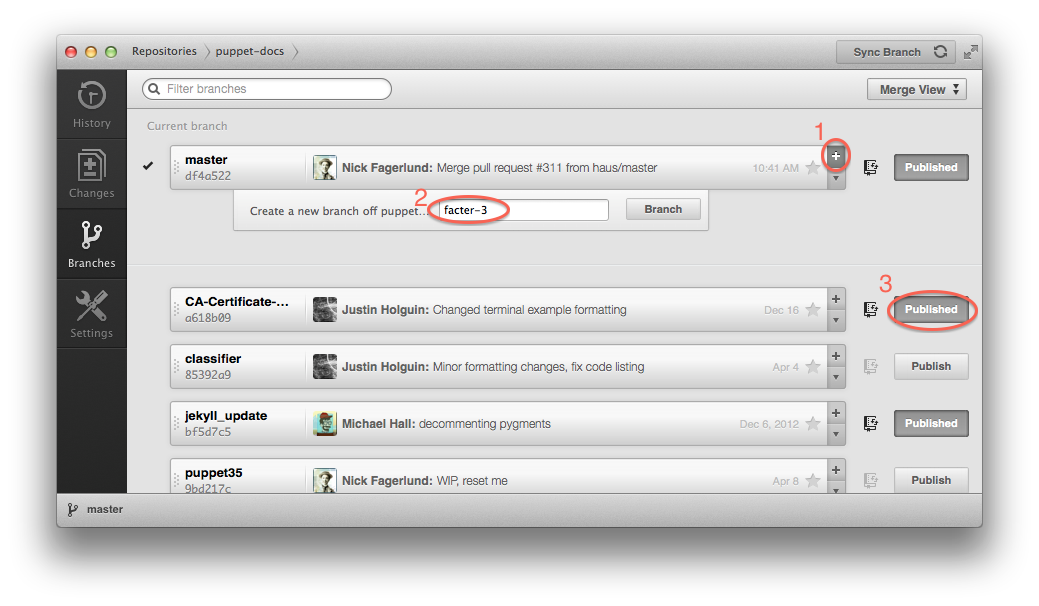 Repositories puppet-docs Sync Branch
History
Changes
Branches
Settings
Filter branches Merge View
Current branch
1
master
df4a522
Nick Fagerlund: Merge pull request #311 from haus/master 10:41 AM + Published
2
Create a new branch off puppet... facter-3 Branch
3
CA-Certificate-...
a618b09
Justin Holguin: Changed terminal example formatting Dec 16 + Published
classifier
85392a9
Justin Holguin: Minor formatting changes, fix code listing Apr 4 + Publish
jekyll_update
bf5d7c5
Michael Hall: decommenting pygments Dec 6, 2012 + Published
puppet35
9bd217c
Nick Fagerlund: WIP, reset me Apr 8 + Publish
master